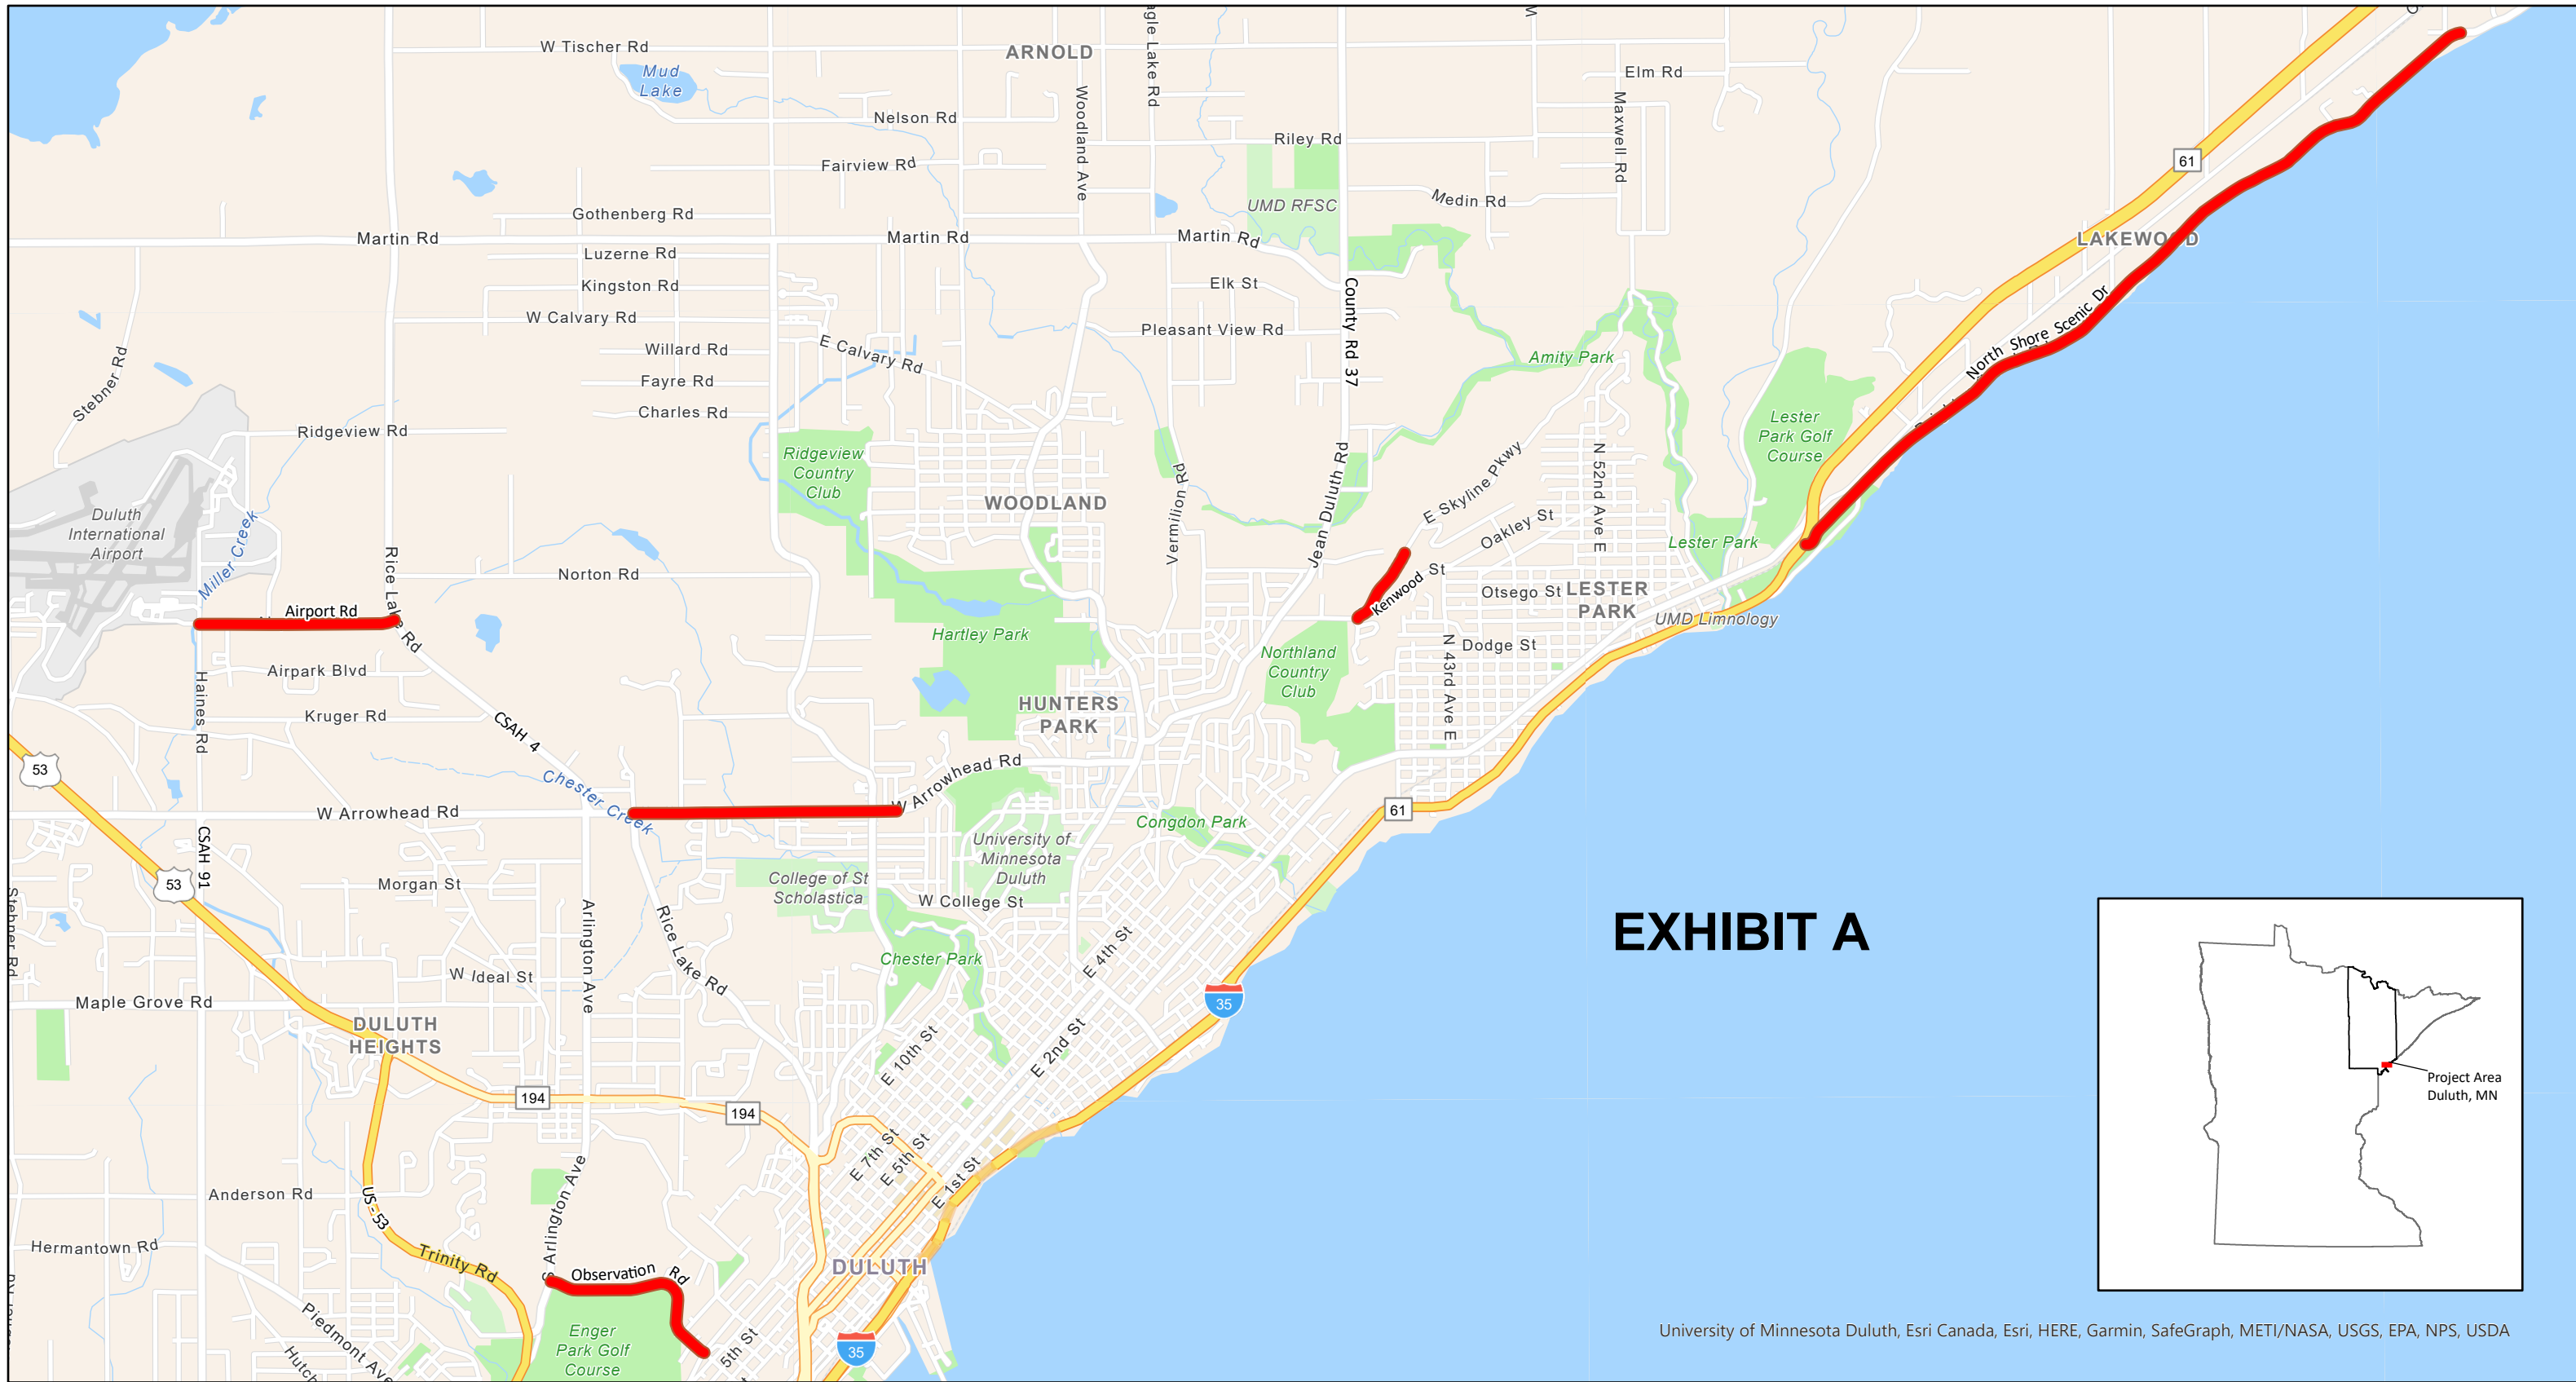 W Tischer Rd
ARNOLD
Mud
Lake
Elm Rd
Nelson Rd
Woodland Ave
Maxwell Rd
Riley Rd
61
Fairview Rd
Medin Rd
UMD RFSC
Gothenberg Rd
Martin Rd
Martin Rd
Martin Rd
LAKEWOOD
Luzerne Rd
Kingston Rd
Elk St
County Rd 37
W Calvary Rd
Pleasant View Rd
North Shore Scenic Dr
E Calvary Rd
Willard Rd
Amity Park
Stebner Rd
Fayre Rd
Charles Rd
Lester
Park Golf
Course
Ridgeview Rd
Ridgeview
Country
Club
WOODLAND
Vermilion Rd
Jean Duluth Rd
E Skyline Pkwy
N 52nd Ave E
Oakley St
Lester Park
Duluth
International
Airport
Miller Creek
Rice Lake Rd
Norton Rd
Kenwood St
Otsego St
LESTER
PARK
UMD Limnology
Airport Rd
Hartley Park
Northland
Country
Club
N 43rd Ave E
Dodge St
Airpark Blvd
Haines Rd
Kruger Rd
CSAH 4
HUNTERS
PARK
53
Chester Creek
W Arrowhead Rd
W Arrowhead Rd
61
Congdon Park
University of
Minnesota
Duluth
CSAH 91
53
Morgan St
College of St
Scholastica
W College St
Stebner Rd
Arlington Ave
Rice Lake Rd
Chester Park
E 4th St
EXHIBIT A
W Ideal St
Maple Grove Rd
35
DULUTH
HEIGHTS
E 10th St
E 2nd St
Project Area
Duluth, MN
194
194
E 7th St
E 5th St
E 1st St
Anderson Rd
US-53
S Arlington Ave
Hermantown Rd
Trinity Rd
Observation Rd
DULUTH
Piedmont Ave
Enger
Park Golf
Course
5th St
35
University of Minnesota Duluth, Esri Canada, Esri, HERE, Garmin, SafeGraph, METI/NASA, USGS, EPA, NPS, USDA